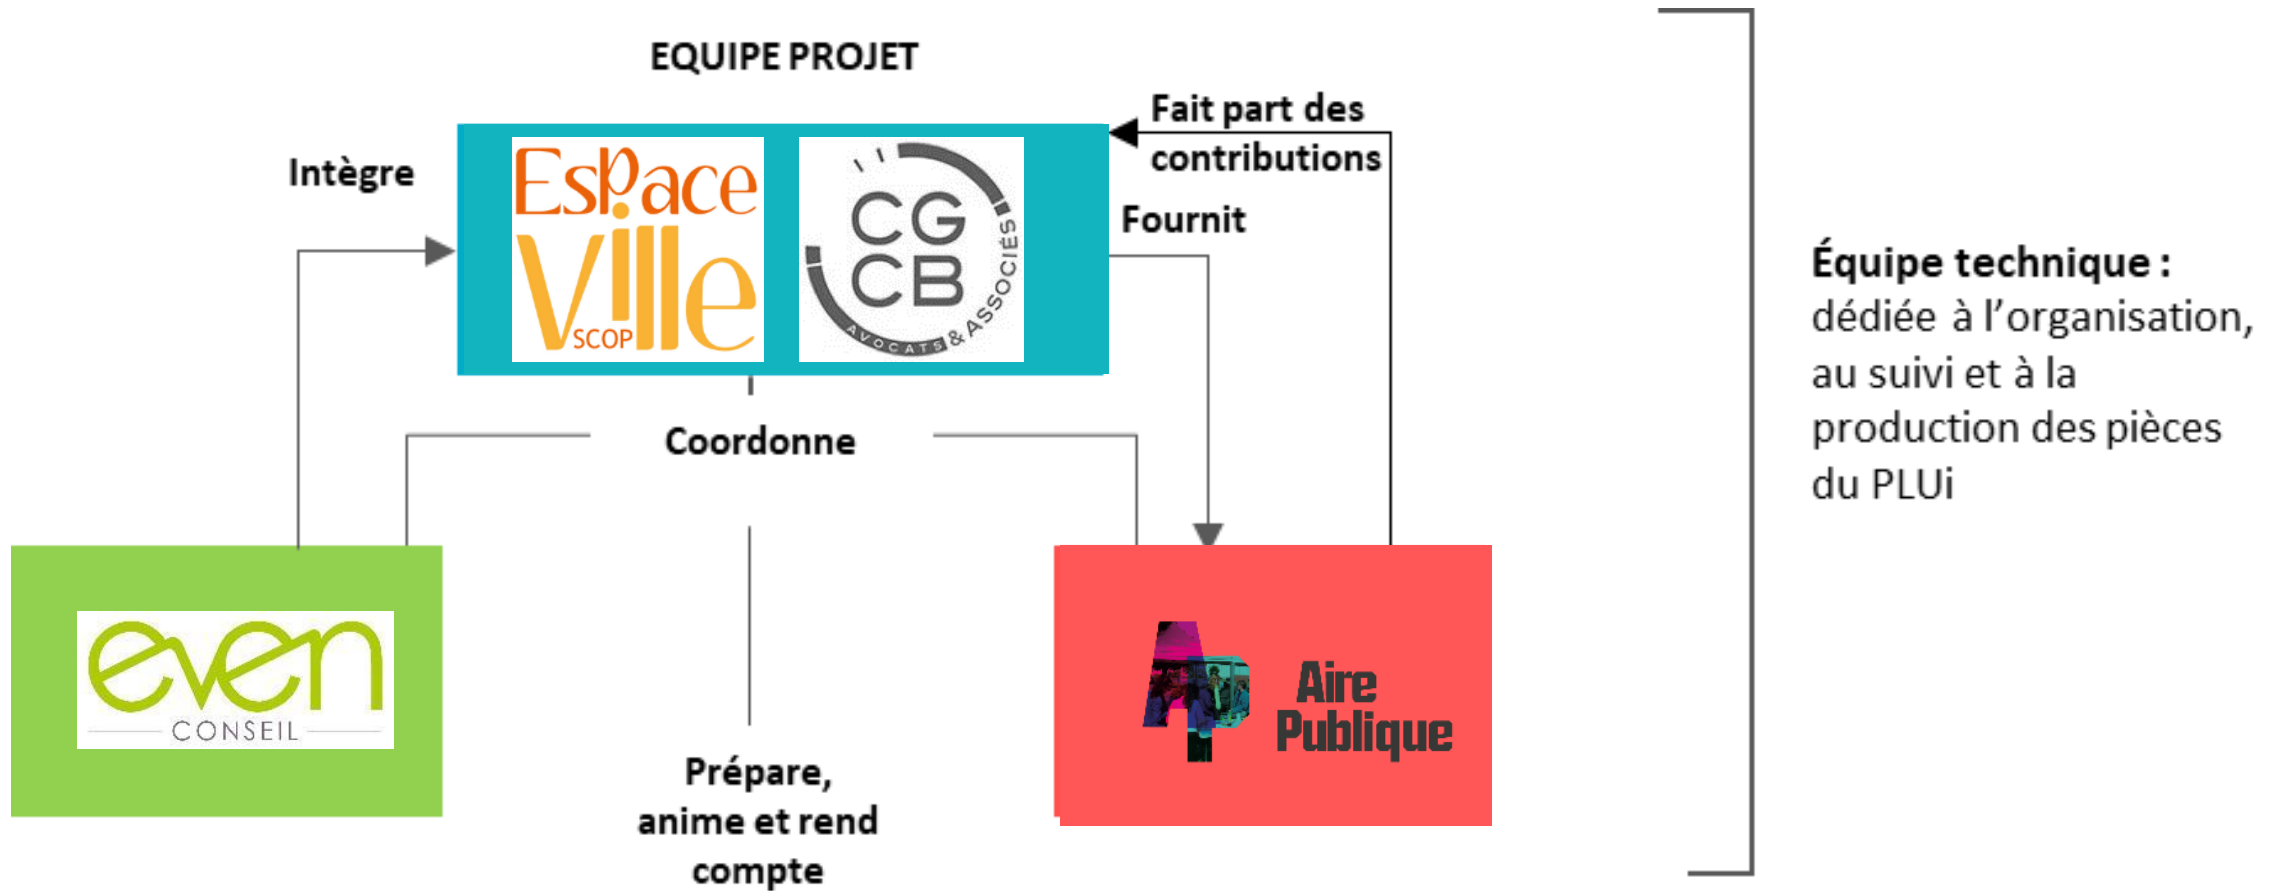 EQUIPE PROJET
Intègre
Fait part des
contributions
Fournit
Espace
Ville
SCOP
CG
CB
AVOCATS & ASSOCIÉS
Coordonne
Équipe technique :
dédiée à l’organisation,
au suivi et à la
production des pièces
du PLUi
even
CONSEIL
AP
Aire
Publique
Prépare,
anime et rend
compte